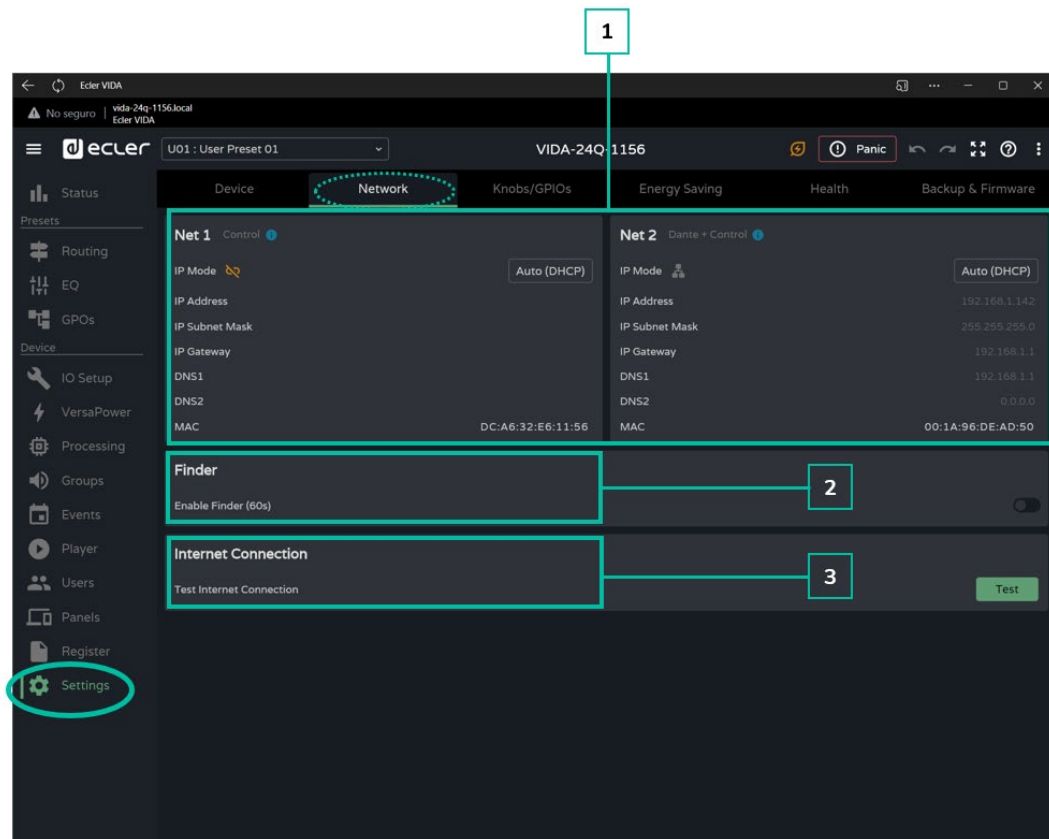 1
Ecler VIDA
No seguro | vida-24q-1156.local
Ecler VIDA
ecler
U01 : User Preset 01
VIDA-24Q-1156
Panic
Status
Presets
Routing
EQ
GPOs
Device
IO Setup
VersaPower
Processing
Groups
Events
Player
Users
Panels
Register
Settings
Device Network Knobs/GPIOs Energy Saving Health Backup & Firmware
Net 1 Control
IP Mode Auto (DHCP)
IP Address
IP Subnet Mask
IP Gateway
DNS1
DNS2
MAC DC:A6:32:E6:11:56
Net 2 Dante + Control
IP Mode Auto (DHCP)
IP Address 192.168.1.142
IP Subnet Mask 255.255.255.0
IP Gateway 192.168.1.1
DNS1 192.168.1.1
DNS2 0.0.0.0
MAC 00:1A:96:DE:AD:50
Finder
Enable Finder (60s)
2
Internet Connection
Test Internet Connection
3
Test